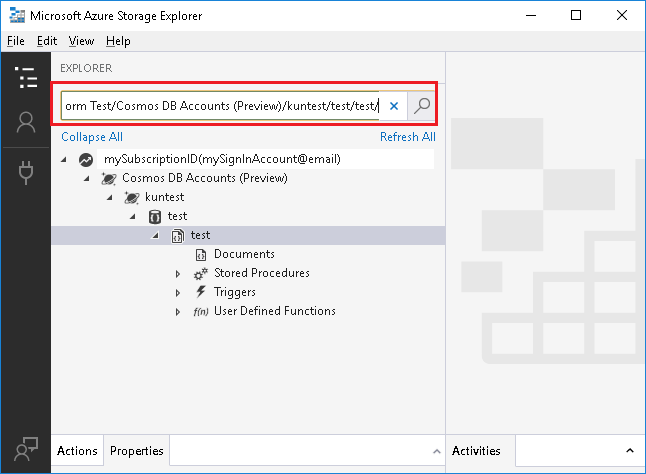 Microsoft Azure Storage Explorer
File Edit View Help
EXPLORER
orm Test/Cosmos DB Accounts (Preview)/kuntest/test/test/
Collapse All Refresh All
mySubscriptionID(mySignInAccount@email)
Cosmos DB Accounts (Preview)
kuntest
test
test
Documents
Stored Procedures
Triggers
f(n) User Defined Functions
Actions Properties Activities